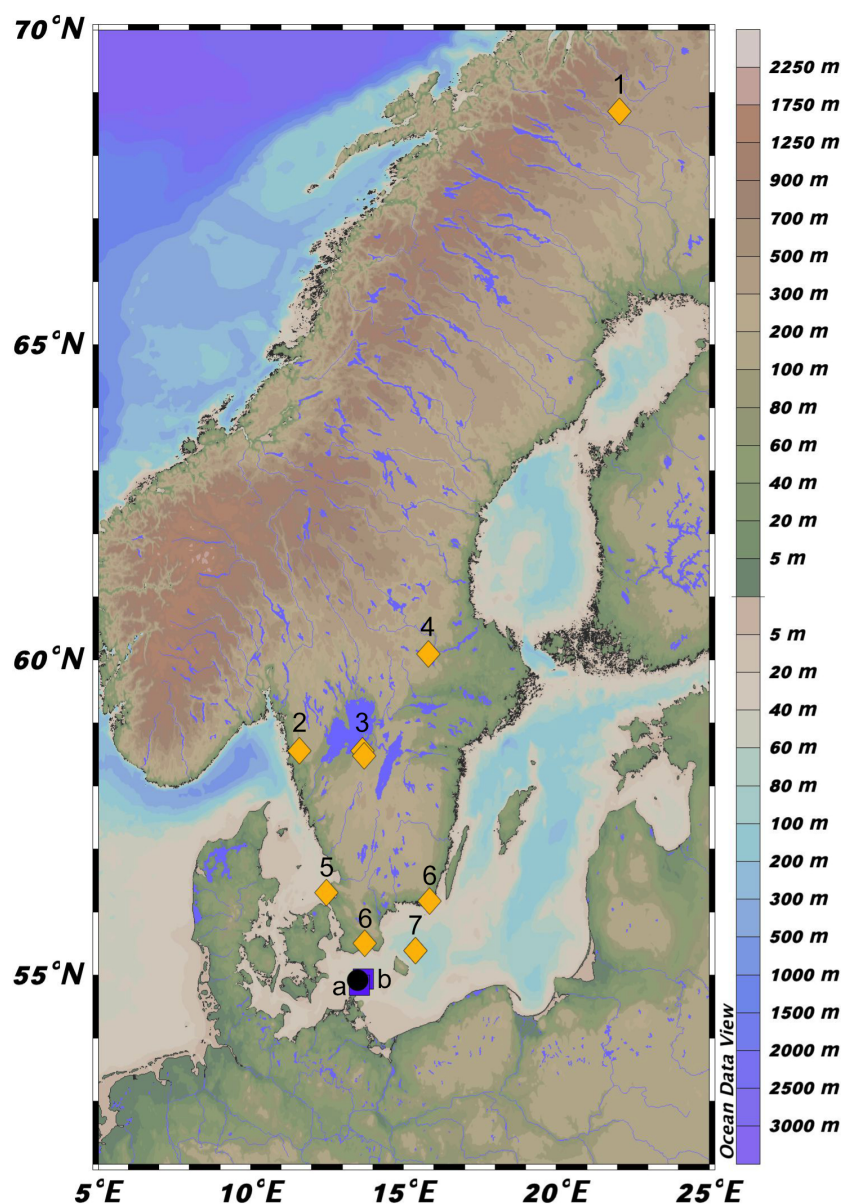 70°N
65°N
60°N
55°N
5°E
10°E
15°E
20°E
25°E
1
2
3
4
5
6
6
7
a
b
2250 m
1750 m
1250 m
900 m
700 m
500 m
300 m
200 m
100 m
80 m
60 m
40 m
20 m
5 m
5 m
20 m
40 m
60 m
80 m
100 m
200 m
300 m
500 m
1000 m
1500 m
2000 m
2500 m
3000 m
Ocean Data View